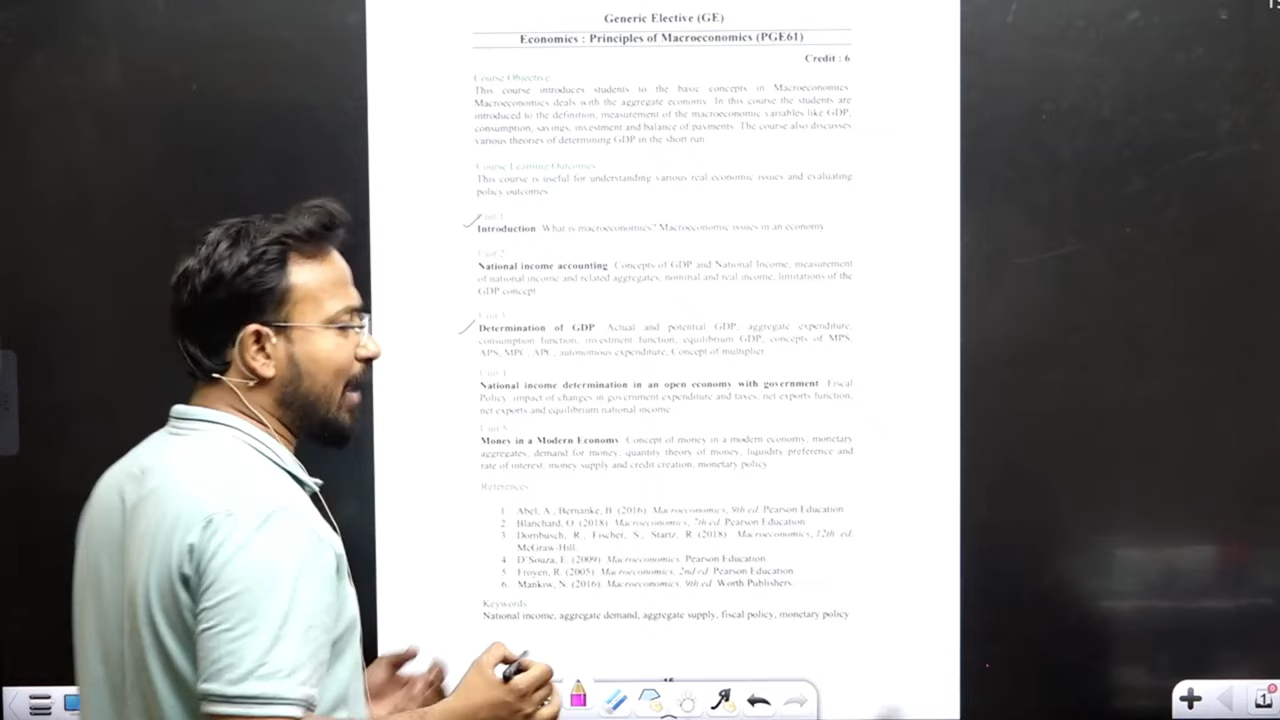 Generic Elective (GE)
Economics : Principles of Macroeconomics (PGE61)
Credit : 6
Course Objective
This course introduces students to the basic concepts in Macroeconomics.
Macroeconomics deals with the aggregate economy. In this course the students are
introduced to the definition, measurement of the macroeconomic variables like GDP,
consumption, savings, investment and balance of payments. The course also discusses
various theories of determining GDP in the short run.
Course Learning Outcomes
This course is useful for understanding various real economic issues and evaluating
policy outcomes.
Unit 1
Introduction What is macroeconomics? Macroeconomic issues in an economy
Unit 2
National income accounting Concepts of GDP and National Income, measurement
of national income and related aggregates, nominal and real income, limitations of the
GDP concept
Unit 3
Determination of GDP Actual and potential GDP, aggregate expenditure,
consumption function, investment function, equilibrium GDP, concepts of MPS,
APS, MPC, APC, autonomous expenditure, Concept of multiplier
Unit 4
National income determination in an open economy with government Fiscal
Policy impact of changes in government expenditure and taxes, net exports function,
net exports and equilibrium national income
Unit 5
Money in a Modern Economy Concept of money in a modern economy, monetary
aggregates, demand for money, quantity theory of money, liquidity preference and
rate of interest, money supply and credit creation, monetary policy
References
1. Abel, A., Bernanke, B. (2016). Macroeconomics, 9th ed. Pearson Education.
2. Blanchard, O. (2018). Macroeconomics, 7th ed. Pearson Education.
3. Dornbusch, R., Fischer, S., Startz, R. (2018). Macroeconomics, 12th ed.
McGraw-Hill.
4. D'Souza, E. (2009). Macroeconomics. Pearson Education.
5. Froyen, R. (2005). Macroeconomics, 2nd ed. Pearson Education.
6. Mankiw, N. (2016). Macroeconomics, 9th ed. Worth Publishers.
Keywords
National income, aggregate demand, aggregate supply, fiscal policy, monetary policy